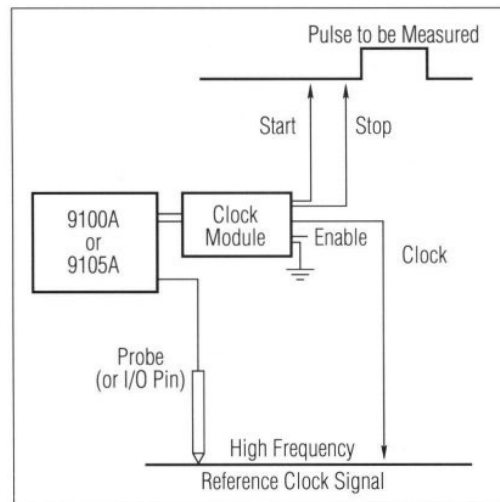 Pulse to be Measured
Start
Stop
9100A
or
9105A
Clock
Module
Enable
Clock
Probe
(or I/O Pin)
High Frequency
Reference Clock Signal